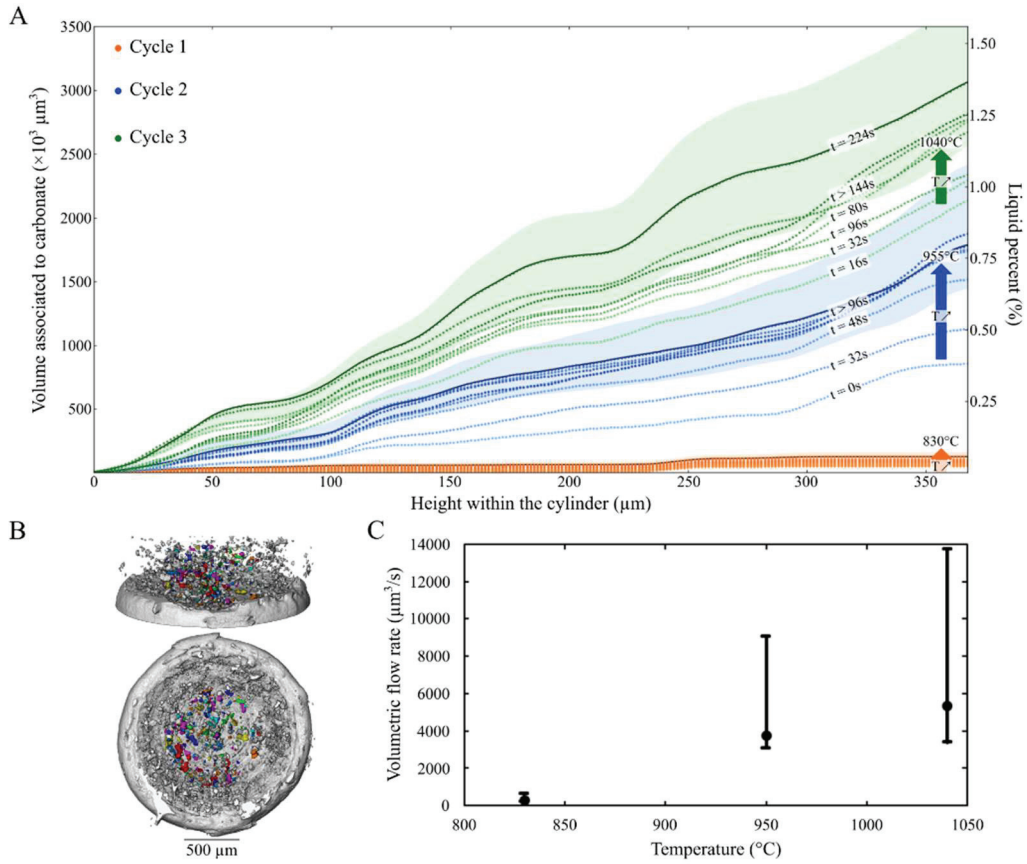 A
Cycle 1
Cycle 2
Cycle 3
3500
3000
2500
2000
1500
1000
500
Volume associated to carbonate (×10³ µm³)
0
50
100
150
200
250
300
350
Height within the cylinder (µm)
1.50
1.25
1.00
0.75
0.50
0.25
Liquid percent (%)
t = 224s
t > 144s
t = 80s
t = 96s
t = 32s
t = 16s
t > 96s
t = 48s
t = 32s
t = 0s
1040°C
T↗
955°C
T↗
830°C
T↗
B
500 µm
C
14000
12000
10000
8000
6000
4000
2000
0
Volumetric flow rate (µm³/s)
800
850
900
950
1000
1050
Temperature (°C)